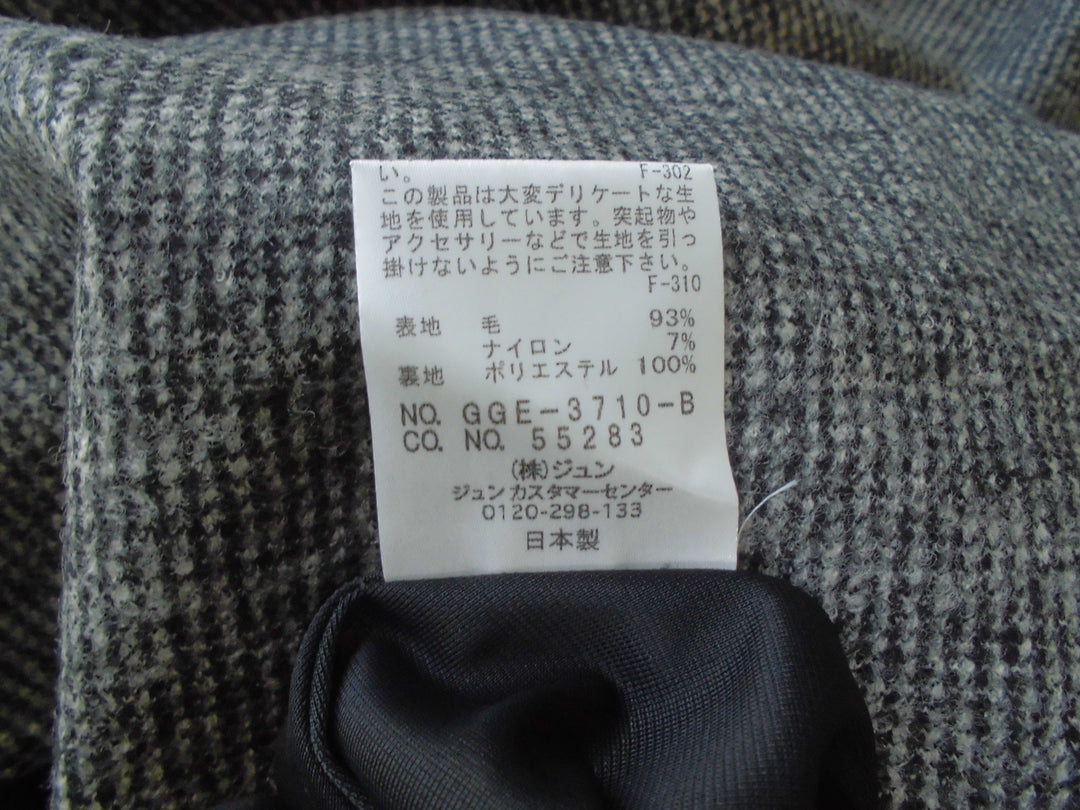 い。 F-302
この製品は大変デリケートな生
地を使用しています。突起物や
アクセサリーなどで生地を引っ
掛けないようにご注意下さい。
F-310
表地 毛 93%
ナイロン 7%
裏地 ポリエステル 100%
NO. GGE-3710-B
CO. NO. 55283
(株)ジュン
ジュンカスタマーセンター
0120-298-133
日本製